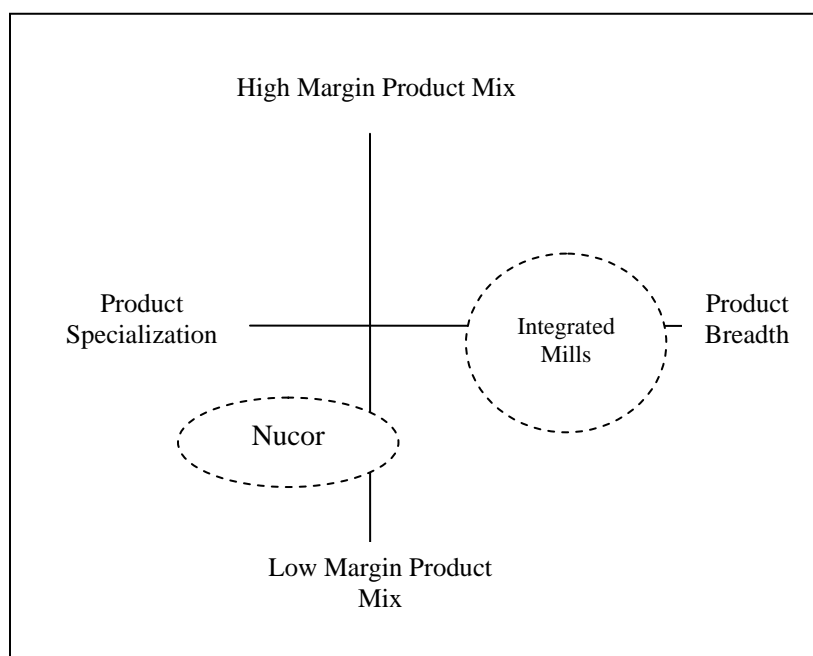 High Margin Product Mix
Product
Specialization
Integrated
Mills
Product
Breadth
Nucor
Low Margin Product
Mix